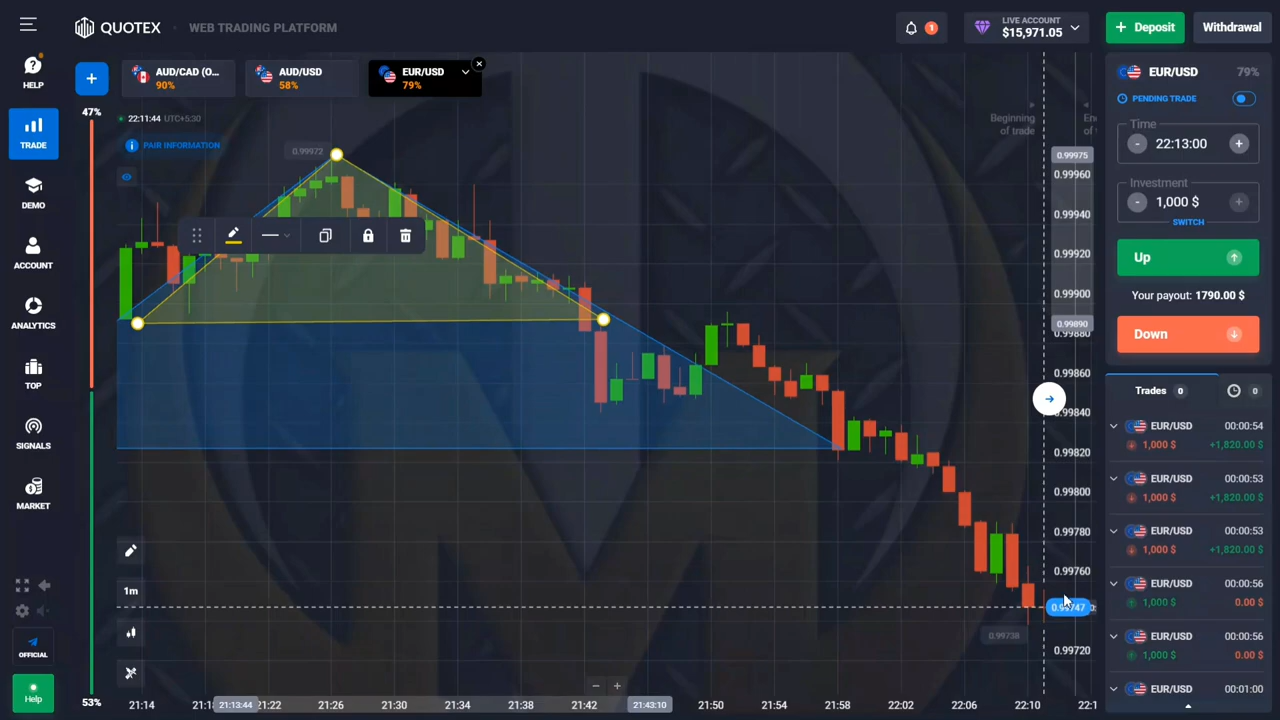 QUOTEX
WEB TRADING PLATFORM
1
LIVE ACCOUNT
$15,971.05
+ Deposit
Withdrawal
HELP
TRADE
DEMO
ACCOUNT
ANALYTICS
TOP
SIGNALS
MARKET
OFFICIAL
Help
47%
53%
+
AUD/CAD (O...
90%
AUD/USD
58%
EUR/USD
79%
22:11:44 UTC+5:30
PAIR INFORMATION
0.99972
Beginning
of trade
0.99975
0.99960
0.99940
0.99920
0.99900
0.99890
0.99880
0.99860
0.99840
0.99820
0.99800
0.99780
0.99760
0.99738
0.99720
1m
21:14
21:13:44
21:22
21:26
21:30
21:34
21:38
21:42
21:43:10
21:50
21:54
21:58
22:02
22:06
22:10
EUR/USD
79%
PENDING TRADE
Time
- 22:13:00 +
Investment
- 1,000 $ +
SWITCH
Up
Your payout: 1790.00 $
Down
Trades 0
0
EUR/USD 00:00:54
1,000 $ +1,820.00 $
EUR/USD 00:00:53
1,000 $ +1,820.00 $
EUR/USD 00:00:53
1,000 $ +1,820.00 $
EUR/USD 00:00:56
1,000 $ 0.00 $
EUR/USD 00:00:56
1,000 $ 0.00 $
EUR/USD 00:01:00